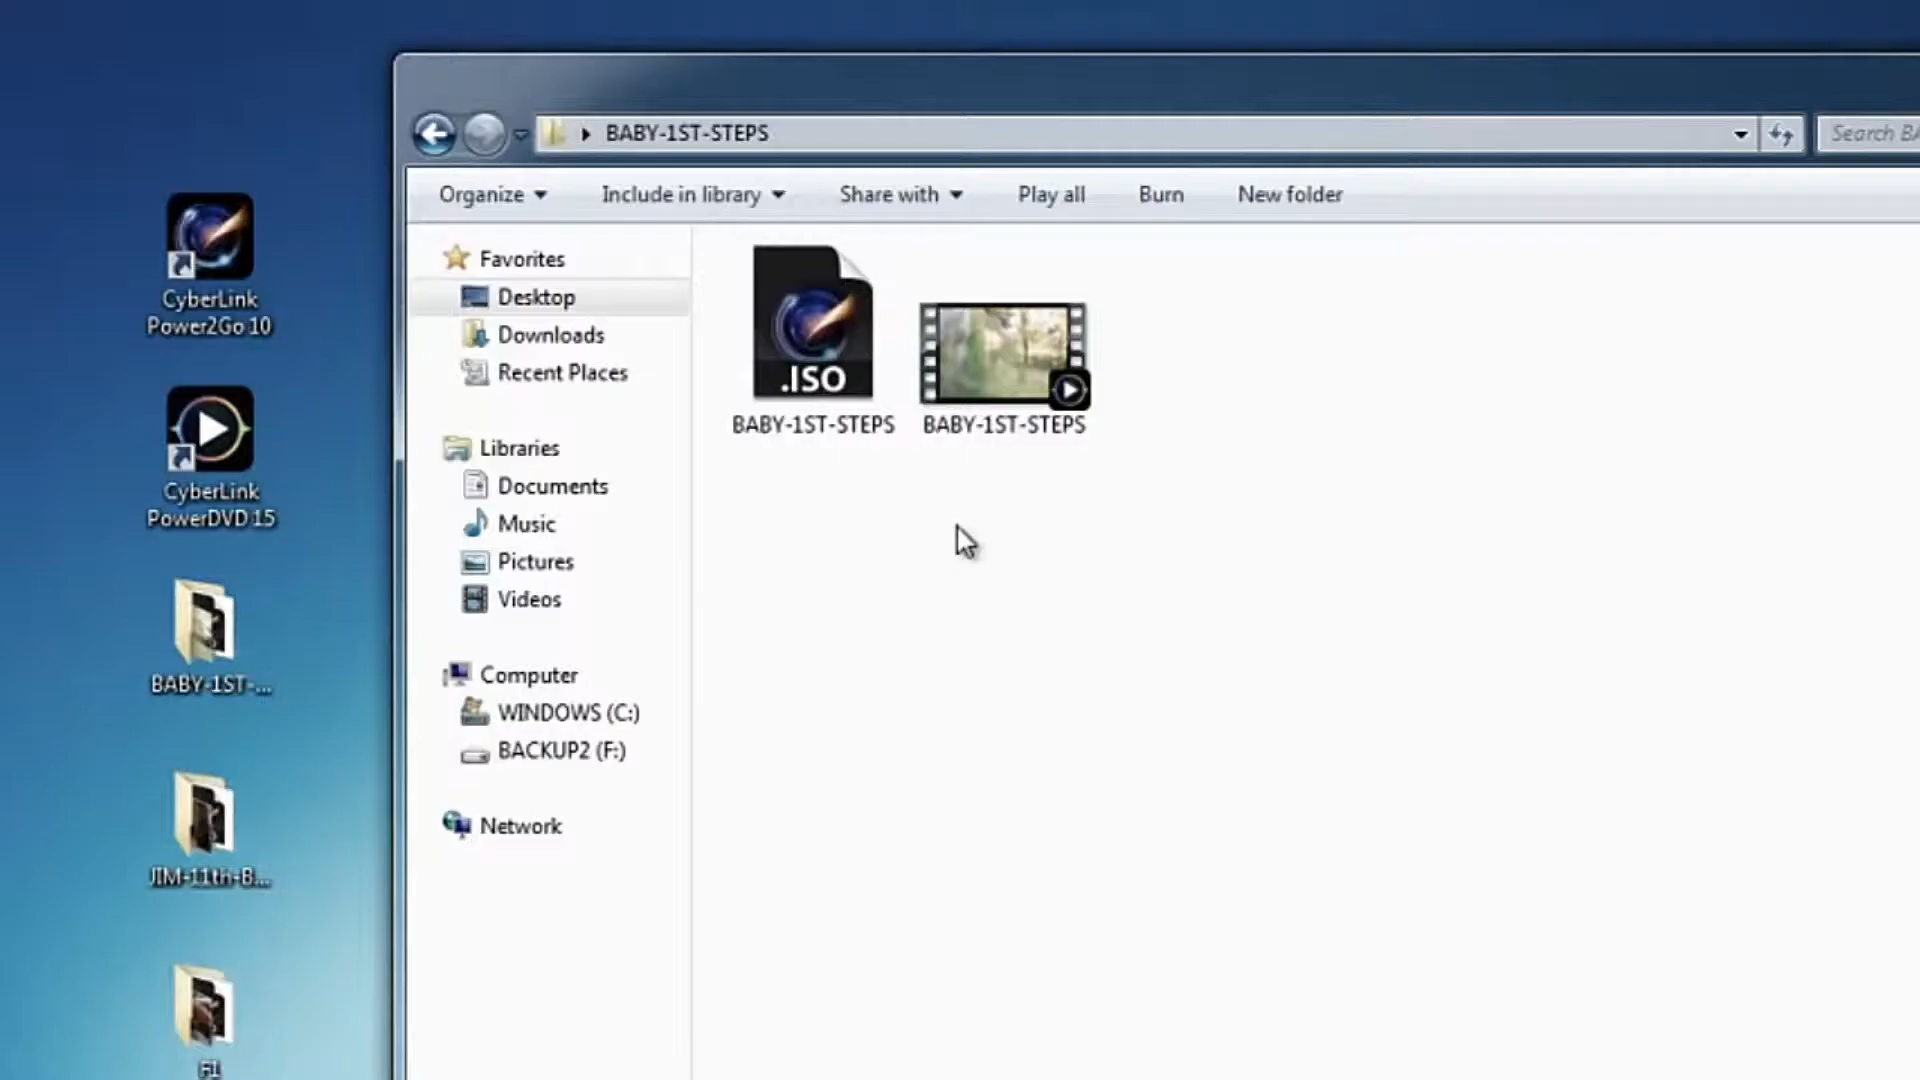 BABY-1ST-STEPS
Search BA
Organize
Include in library
Share with
Play all
Burn
New folder
CyberLink
Power2Go 10
CyberLink
PowerDVD 15
BABY-1ST-...
JIM-11th-B...
F1
Favorites
Desktop
Downloads
Recent Places
Libraries
Documents
Music
Pictures
Videos
Computer
WINDOWS (C:)
BACKUP2 (F:)
Network
.ISO
BABY-1ST-STEPS
BABY-1ST-STEPS